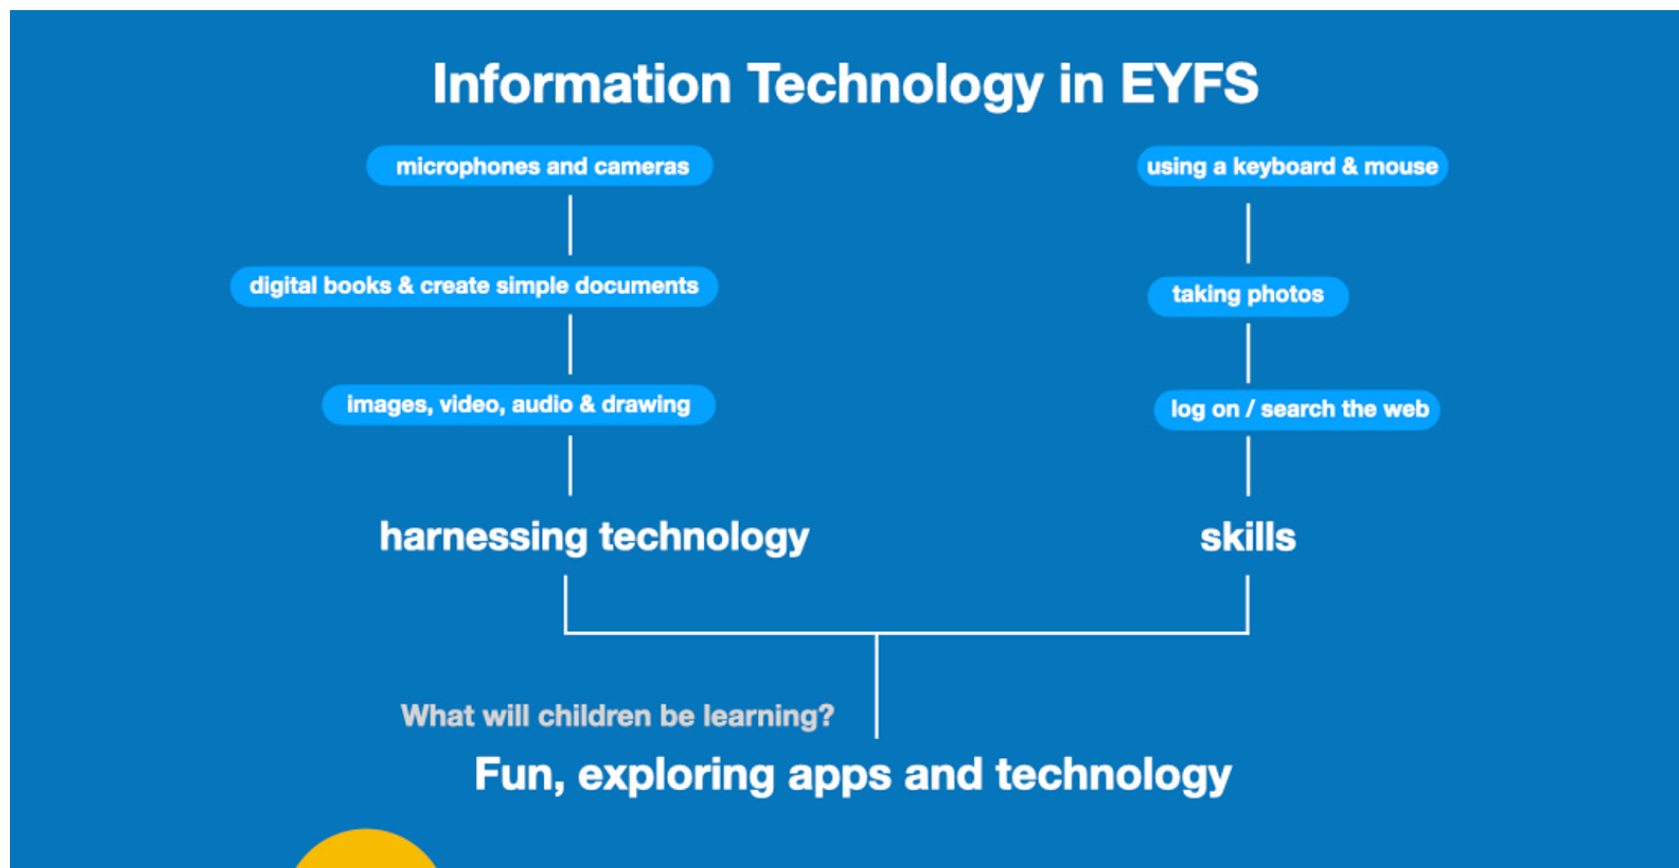 Information Technology in EYFS
microphones and cameras
using a keyboard & mouse
digital books & create simple documents
taking photos
images, video, audio & drawing
log on / search the web
harnessing technology
skills
What will children be learning?
Fun, exploring apps and technology